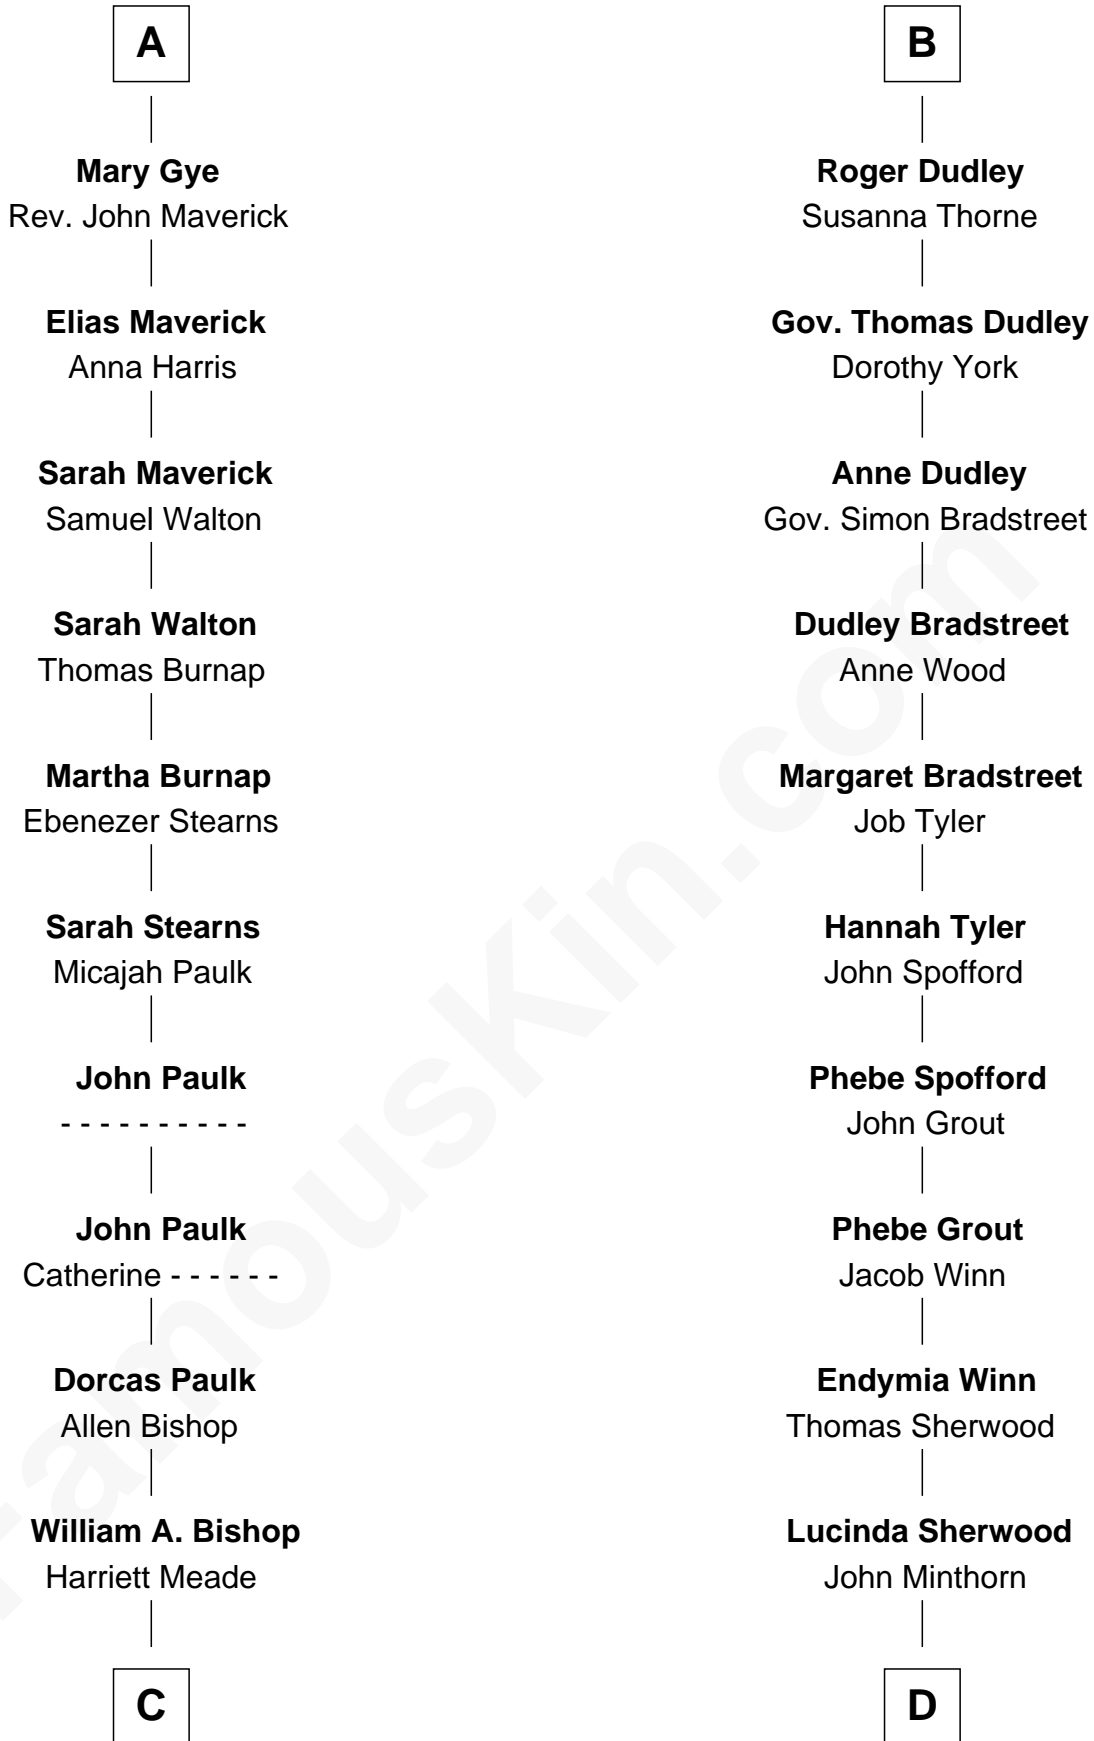 A
Mary Gye
Rev. John Maverick
Elias Maverick
Anna Harris
Sarah Maverick
Samuel Walton
Sarah Walton
Thomas Burnap
Martha Burnap
Ebenezer Stearns
Sarah Stearns
Micajah Paulk
John Paulk
- - - - - - - - - -
John Paulk
Catherine - - - - - -
Dorcas Paulk
Allen Bishop
William A. Bishop
Harriett Meade
C
B
Roger Dudley
Susanna Thorne
Gov. Thomas Dudley
Dorothy York
Anne Dudley
Gov. Simon Bradstreet
Dudley Bradstreet
Anne Wood
Margaret Bradstreet
Job Tyler
Hannah Tyler
John Spofford
Phebe Spofford
John Grout
Phebe Grout
Jacob Winn
Endymia Winn
Thomas Sherwood
Lucinda Sherwood
John Minthorn
D
FamousKin.com